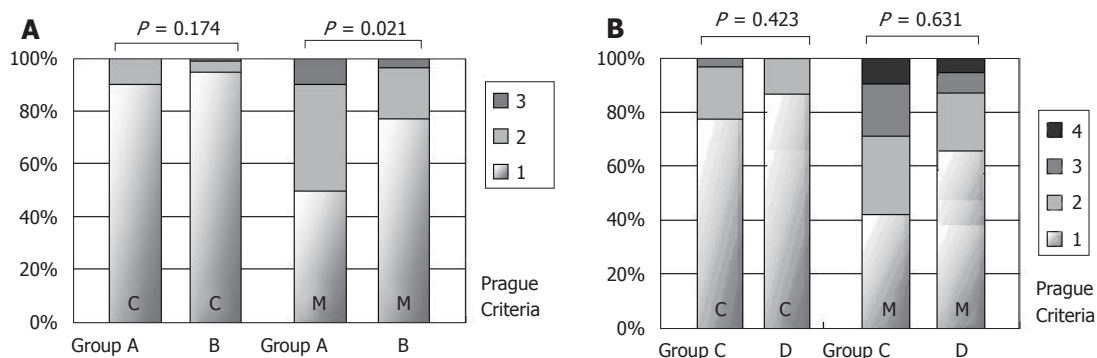 A
P = 0.174
P = 0.021
100%
80%
60%
40%
20%
0%
C
C
M
M
Group A
B
Group A
B
3
2
1
Prague
Criteria
B
P = 0.423
P = 0.631
100%
80%
60%
40%
20%
0%
C
C
M
M
Group C
D
Group C
D
4
3
2
1
Prague
Criteria